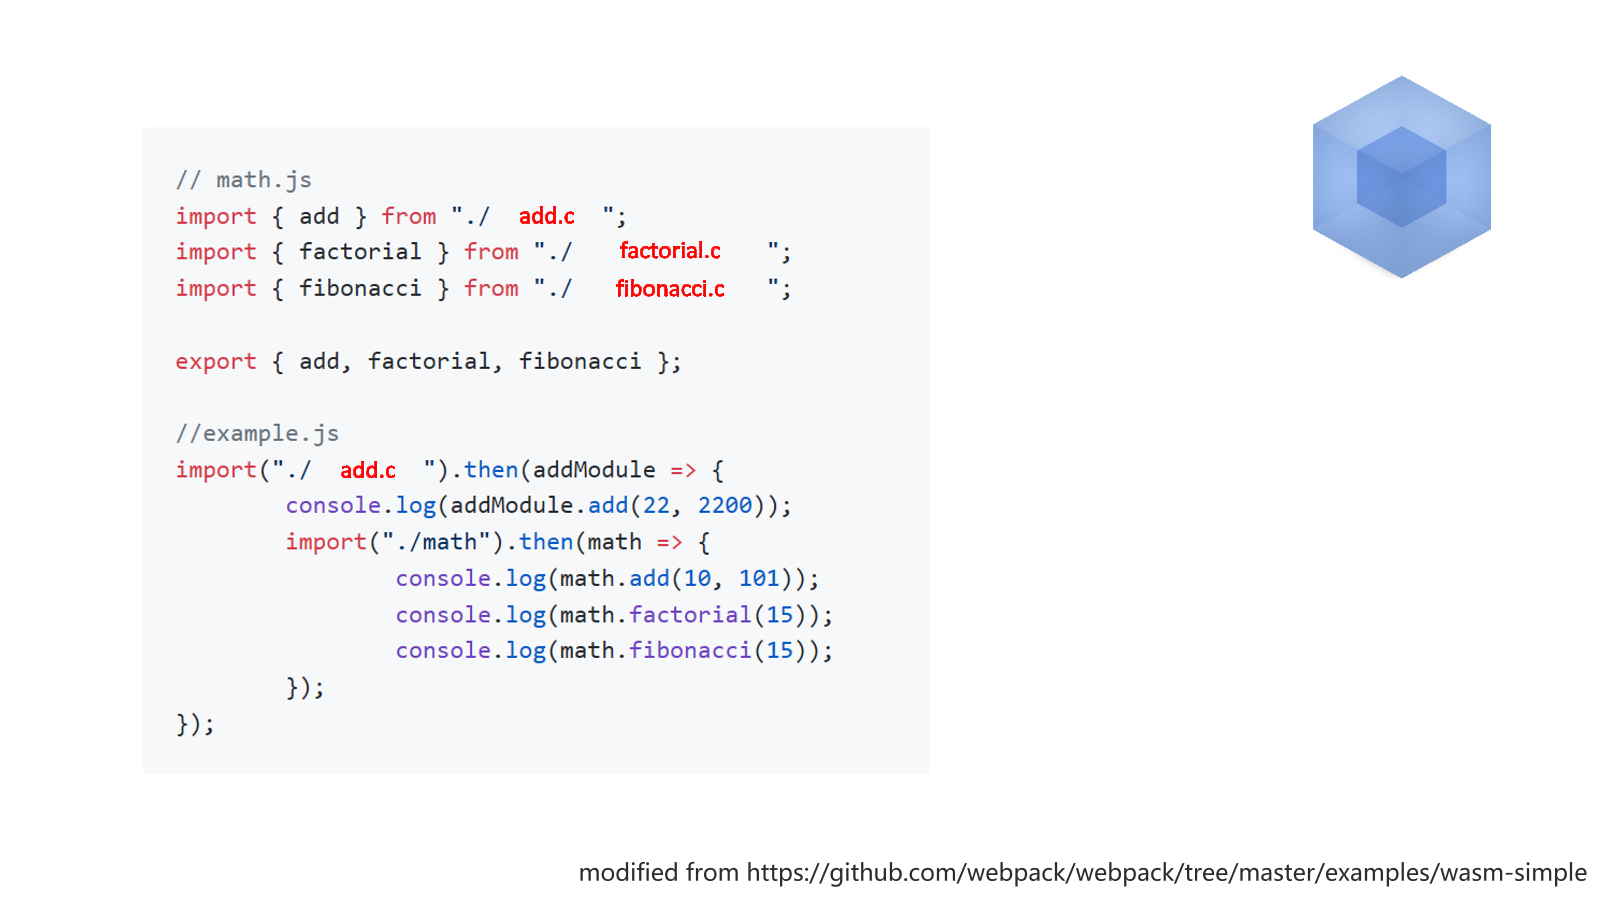 // math.js
import { add } from "./ add.c ";
import { factorial } from "./ factorial.c ";
import { fibonacci } from "./ fibonacci.c ";
export { add, factorial, fibonacci };
//example.js
import("./ add.c ").then(addModule => {
console.log(addModule.add(22, 2200));
import("./math").then(math => {
console.log(math.add(10, 101));
console.log(math.factorial(15));
console.log(math.fibonacci(15));
});
});
modified from https://github.com/webpack/webpack/tree/master/examples/wasm-simple